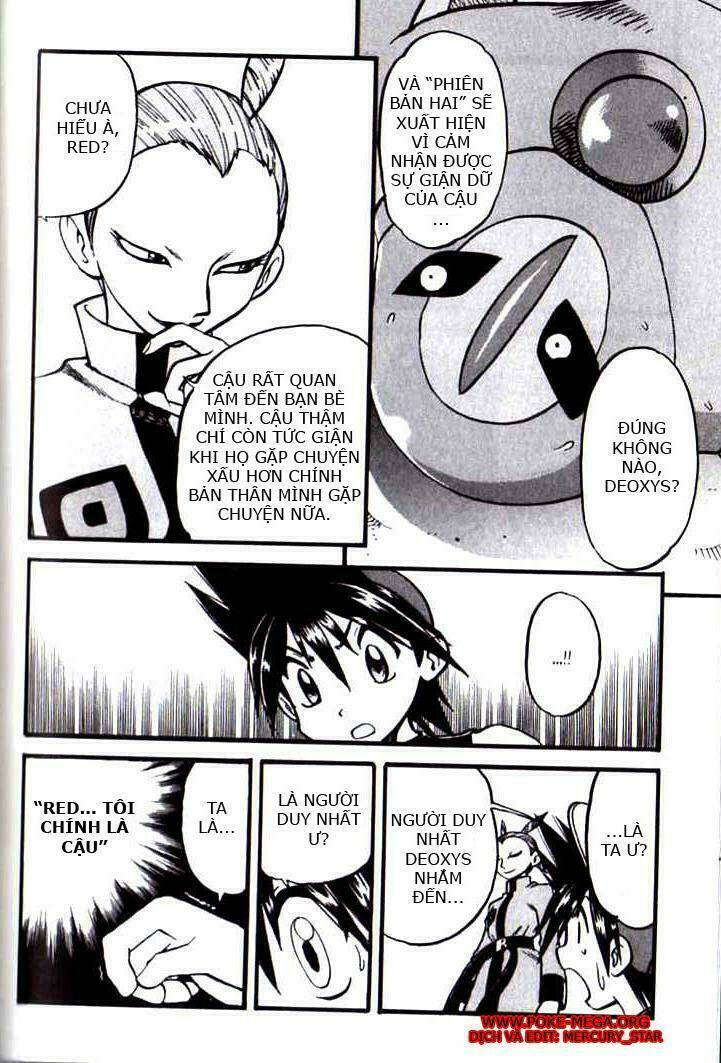 VÀ “PHIÊN
BẢN HAI” SẼ
XUẤT HIỆN
VÌ CẢM
NHẬN ĐƯỢC
SỰ GIẬN DỮ
CỦA CẬU
...
ĐÚNG
KHÔNG
NÀO,
DEOXYS?
CHƯA
HIỂU À,
RED?
CẬU RẤT QUAN
TÂM ĐẾN BẠN BÈ
MÌNH. CẬU THẬM
CHÍ CÒN TỨC GIẬN
KHI HỌ GẶP CHUYỆN
XẤU HƠN CHÍNH
BẢN THÂN MÌNH GẶP
CHUYỆN NỮA.
...!!
...LÀ
TA Ư?
NGƯỜI DUY
NHẤT
DEOXYS
NHẮM
ĐẾN...
LÀ NGƯỜI
DUY NHẤT
Ư?
TA
LÀ...
“RED... TÔI
CHÍNH LÀ
CẬU”
WWW.POKE-MEGA.ORG
DỊCH VÀ EDIT: MERCURY_STAR